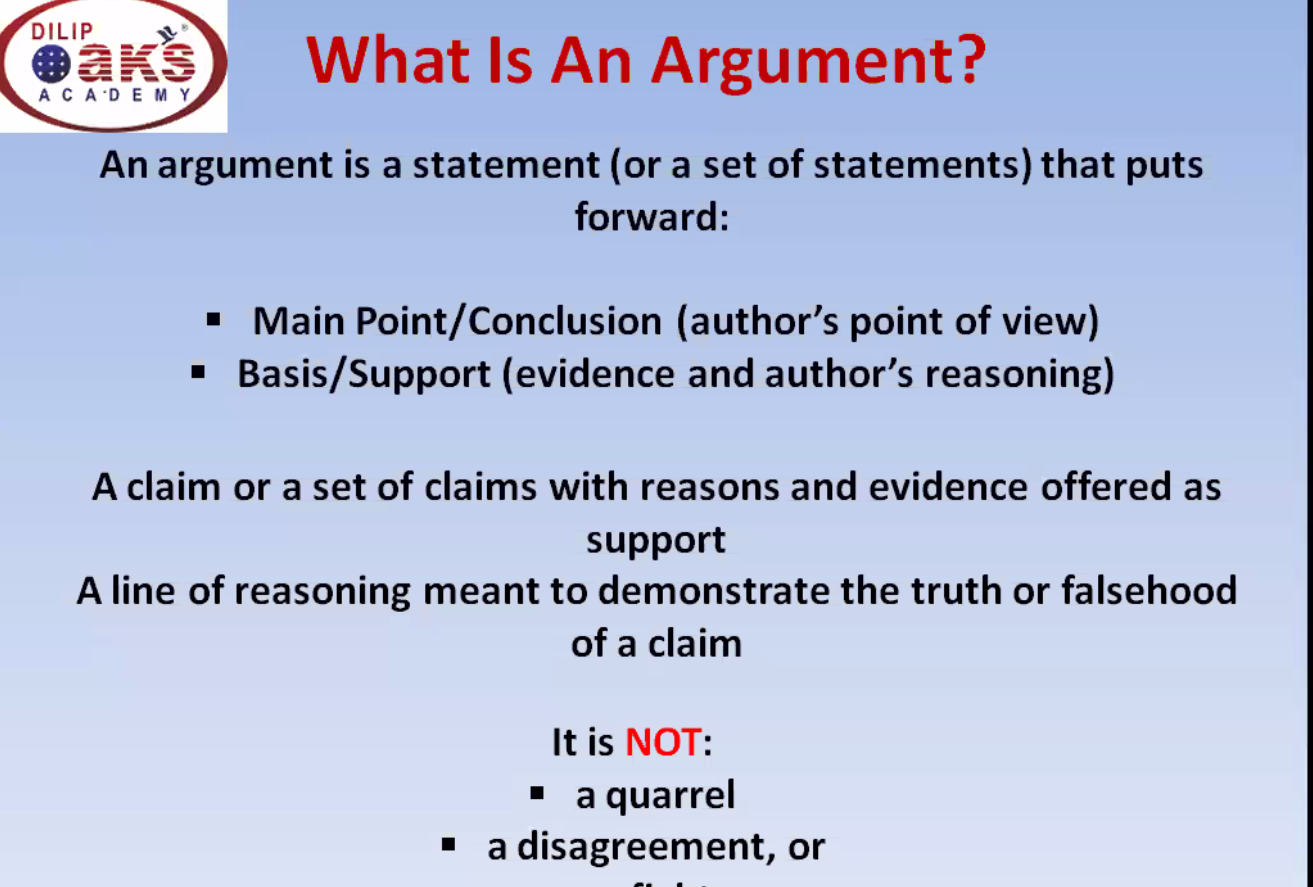 DILIP
Oaks®
ACADEMY
What Is An Argument?
An argument is a statement (or a set of statements) that puts
forward:
▪ Main Point/Conclusion (author’s point of view)
▪ Basis/Support (evidence and author’s reasoning)
A claim or a set of claims with reasons and evidence offered as
support
A line of reasoning meant to demonstrate the truth or falsehood
of a claim
It is NOT:
▪ a quarrel
▪ a disagreement, or